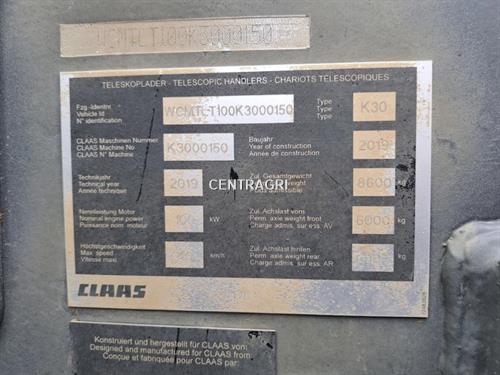 WCMTLT100K3000150
TELESKOPLADER - TELESCOPIC HANDLERS - CHARIOTS TÉLESCOPIQUES
Fzg.-Identnr.
Vehicle Id
N° identification
WCMTLT100K3000150
Type
Type
Type
K30
CLAAS Maschinen Nummer
CLAAS Machine No.
CLAAS N° Machine
K3000150
Baujahr
Year of construction
Année de construction
2019
Technikjahr
Technical year
Année technique
2019
Zul. Gesamtgewicht
weight
8600 kg
CENTRAGRI
Nennleistung Motor
Nominal engine power
Puissance nom. moteur
kW
Zul. Achslast vorn
Perm. axle weight front
Charge admis. sur ess. AV
6000 kg
Höchstgeschwindigkeit
Max. speed
Vitesse maxi
km/h
Zul. Achslast hinten
Perm. axle weight rear
Charge admis. sur ess. AR
kg
CLAAS
Konstruiert und hergestellt für CLAAS von:
Designed and manufactured for CLAAS from:
Conçue et fabriquée pour CLAAS par: